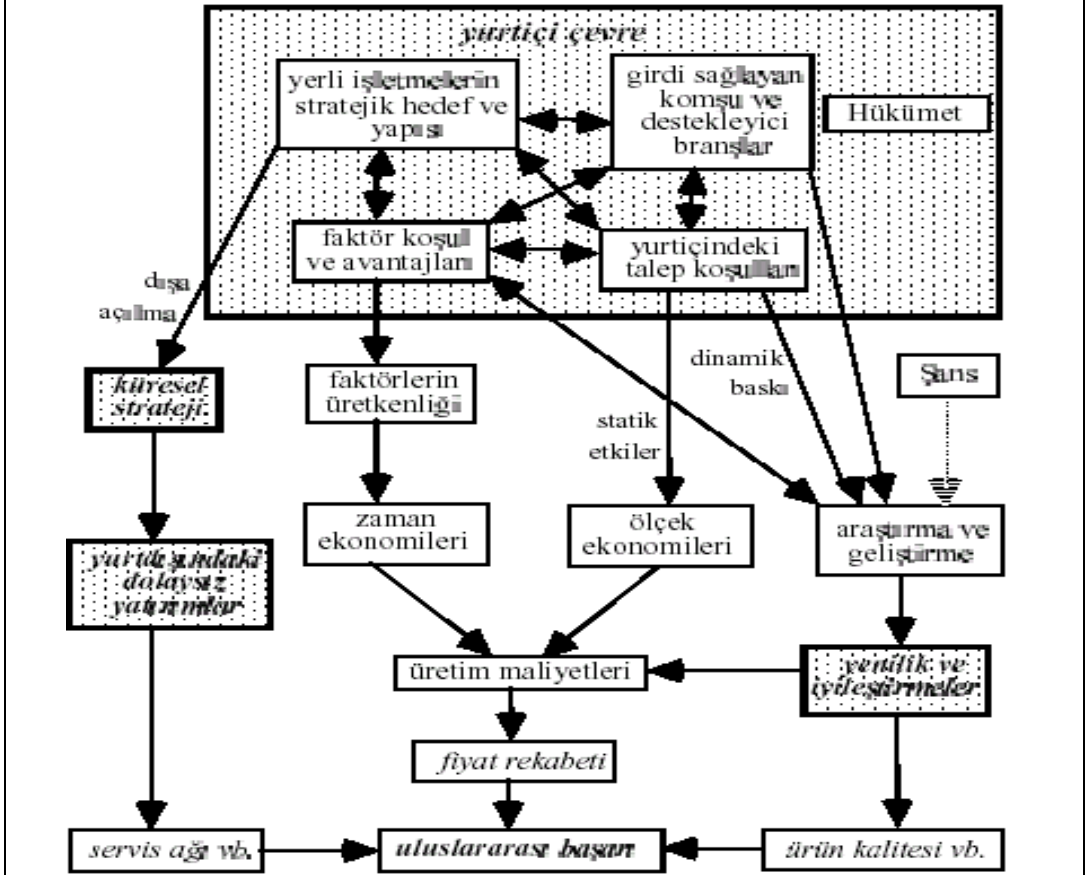 yurtiçi çevre
yerli işletmelerin
stratejik hedef ve
yapısı
girdi sağlayan
komşu ve
destekleyici
branşlar
Hükümet
faktör koşul
ve avantajları
yurtiçindeki
talep koşulları
dışa
açılma
küresel
strateji
faktörlerin
üretkenliği
statik
etkiler
dinamik
baskı
Şans
zaman
ekonomileri
ölçek
ekonomileri
araştırma ve
geliştirme
yurtdışındaki
dolaysız
yatırımlar
üretim maliyetleri
yenilik ve
iyileştirmeler
fiyat rekabeti
servis ağı vb.
uluslararası başarı
ürün kalitesi vb.